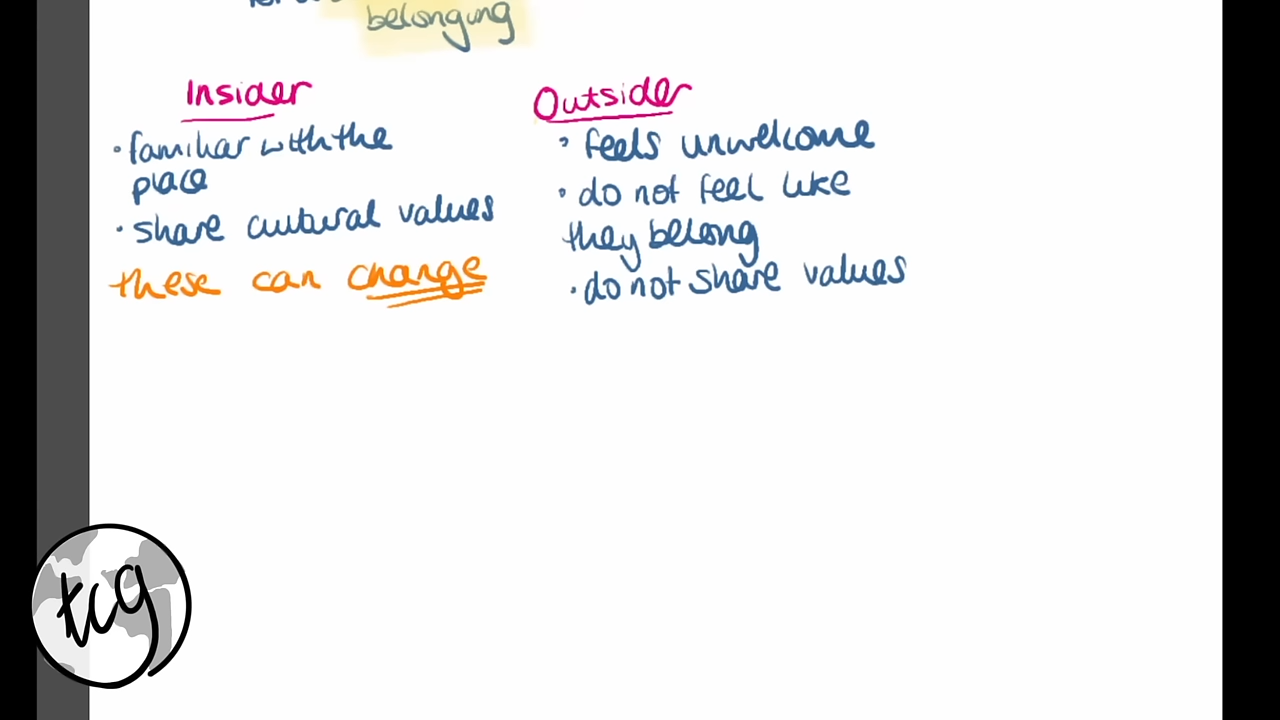 belonging
Insider
• familiar with the
place
• share cultural values
these can change
Outsider
• feels unwelcome
• do not feel like
they belong
• do not share values
tcg